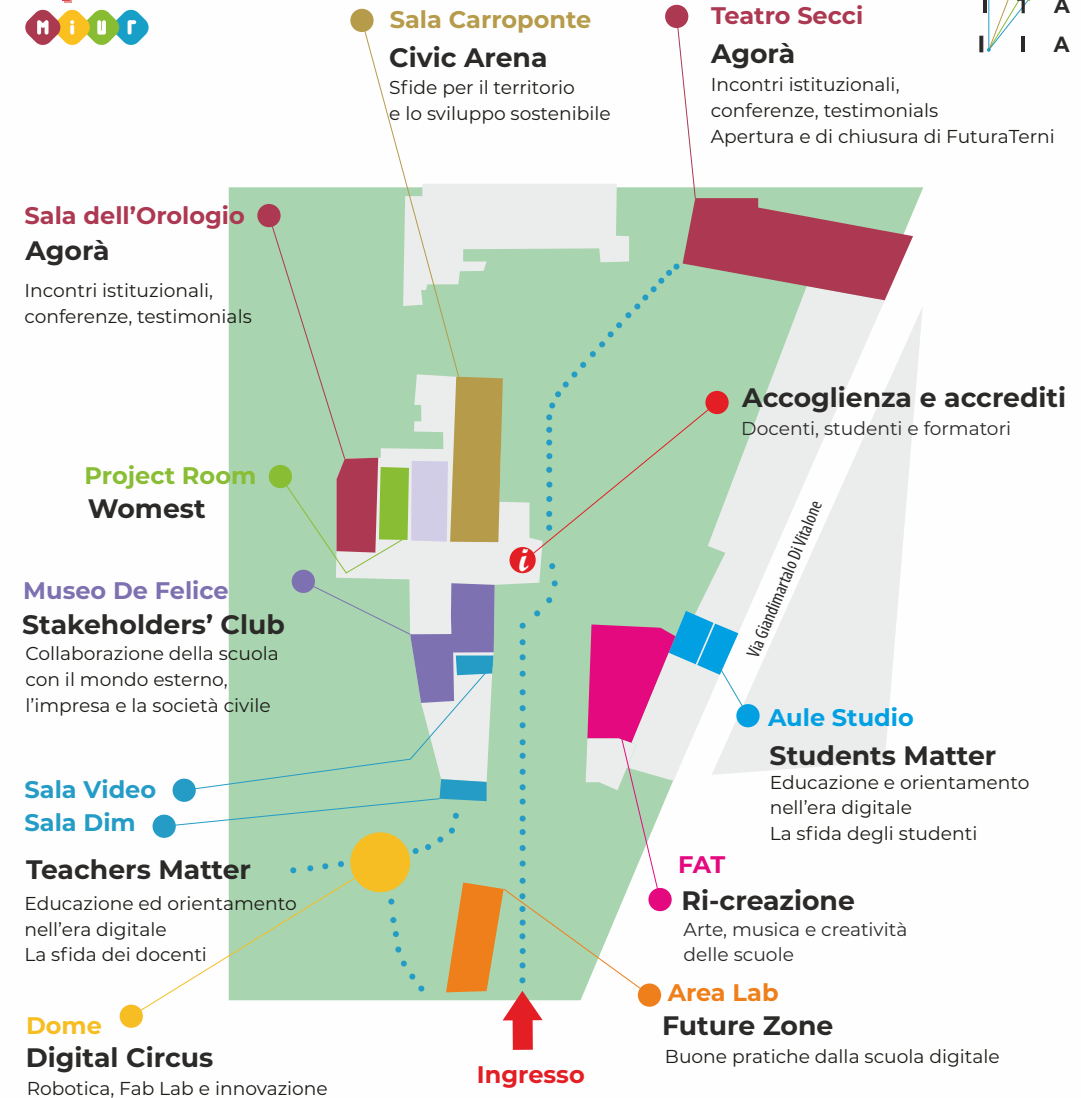 MIUR
I T A
I I A
Sala Carroponte
Civic Arena
Sfide per il territorio
e lo sviluppo sostenibile
Teatro Secci
Agorà
Incontri istituzionali,
conferenze, testimonials
Apertura e di chiusura di FuturaTerni
Sala dell’Orologio
Agorà
Incontri istituzionali,
conferenze, testimonials
Accoglienza e accrediti
Docenti, studenti e formatori
Project Room
Womest
i
Via Giandimartalo Di Vitalone
Museo De Felice
Stakeholders’ Club
Collaborazione della scuola
con il mondo esterno,
l’impresa e la società civile
Aule Studio
Students Matter
Educazione e orientamento
nell’era digitale
La sfida degli studenti
Sala Video
Sala Dim
Teachers Matter
Educazione ed orientamento
nell’era digitale
La sfida dei docenti
FAT
Ri-creazione
Arte, musica e creatività
delle scuole
Area Lab
Future Zone
Buone pratiche dalla scuola digitale
Dome
Digital Circus
Robotica, Fab Lab e innovazione
Ingresso